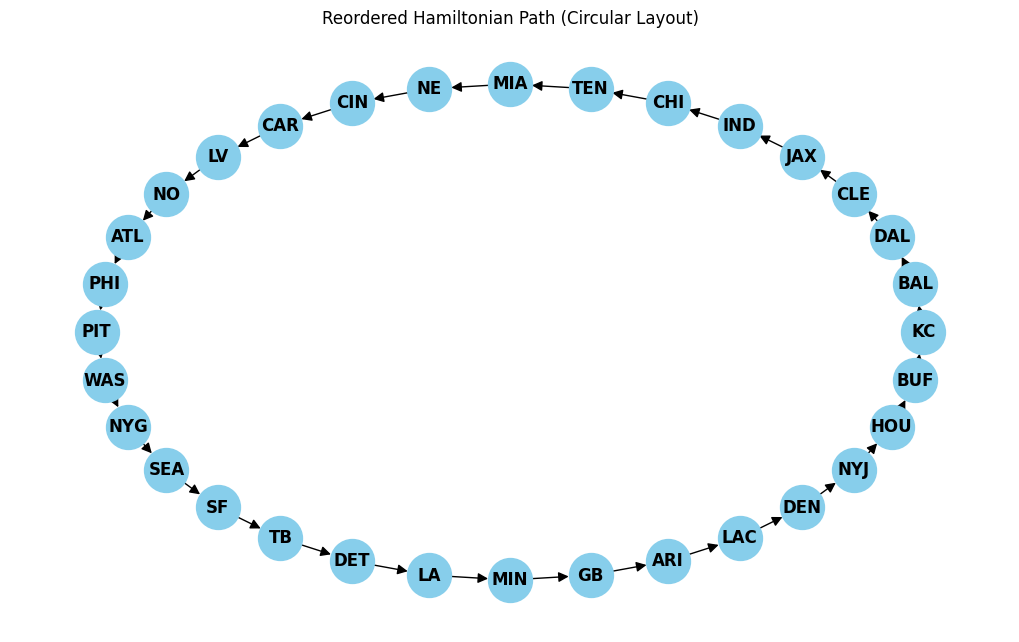 Reordered Hamiltonian Path (Circular Layout)
MIA
NE
TEN
CIN
CHI
CAR
IND
LV
JAX
NO
CLE
ATL
DAL
PHI
BAL
PIT
KC
WAS
BUF
NYG
HOU
SEA
NYJ
SF
DEN
TB
LAC
DET
ARI
LA
GB
MIN